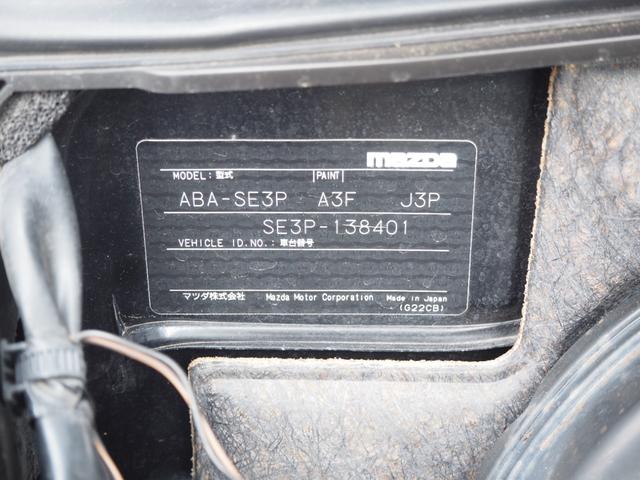 mazda
MODEL:型式 PAINT
ABA-SE3P A3F J3P
SE3P-138401
VEHICLE ID.NO.:車台番号
マツダ株式会社 Mazda Motor Corporation Made in Japan
(G22CB)